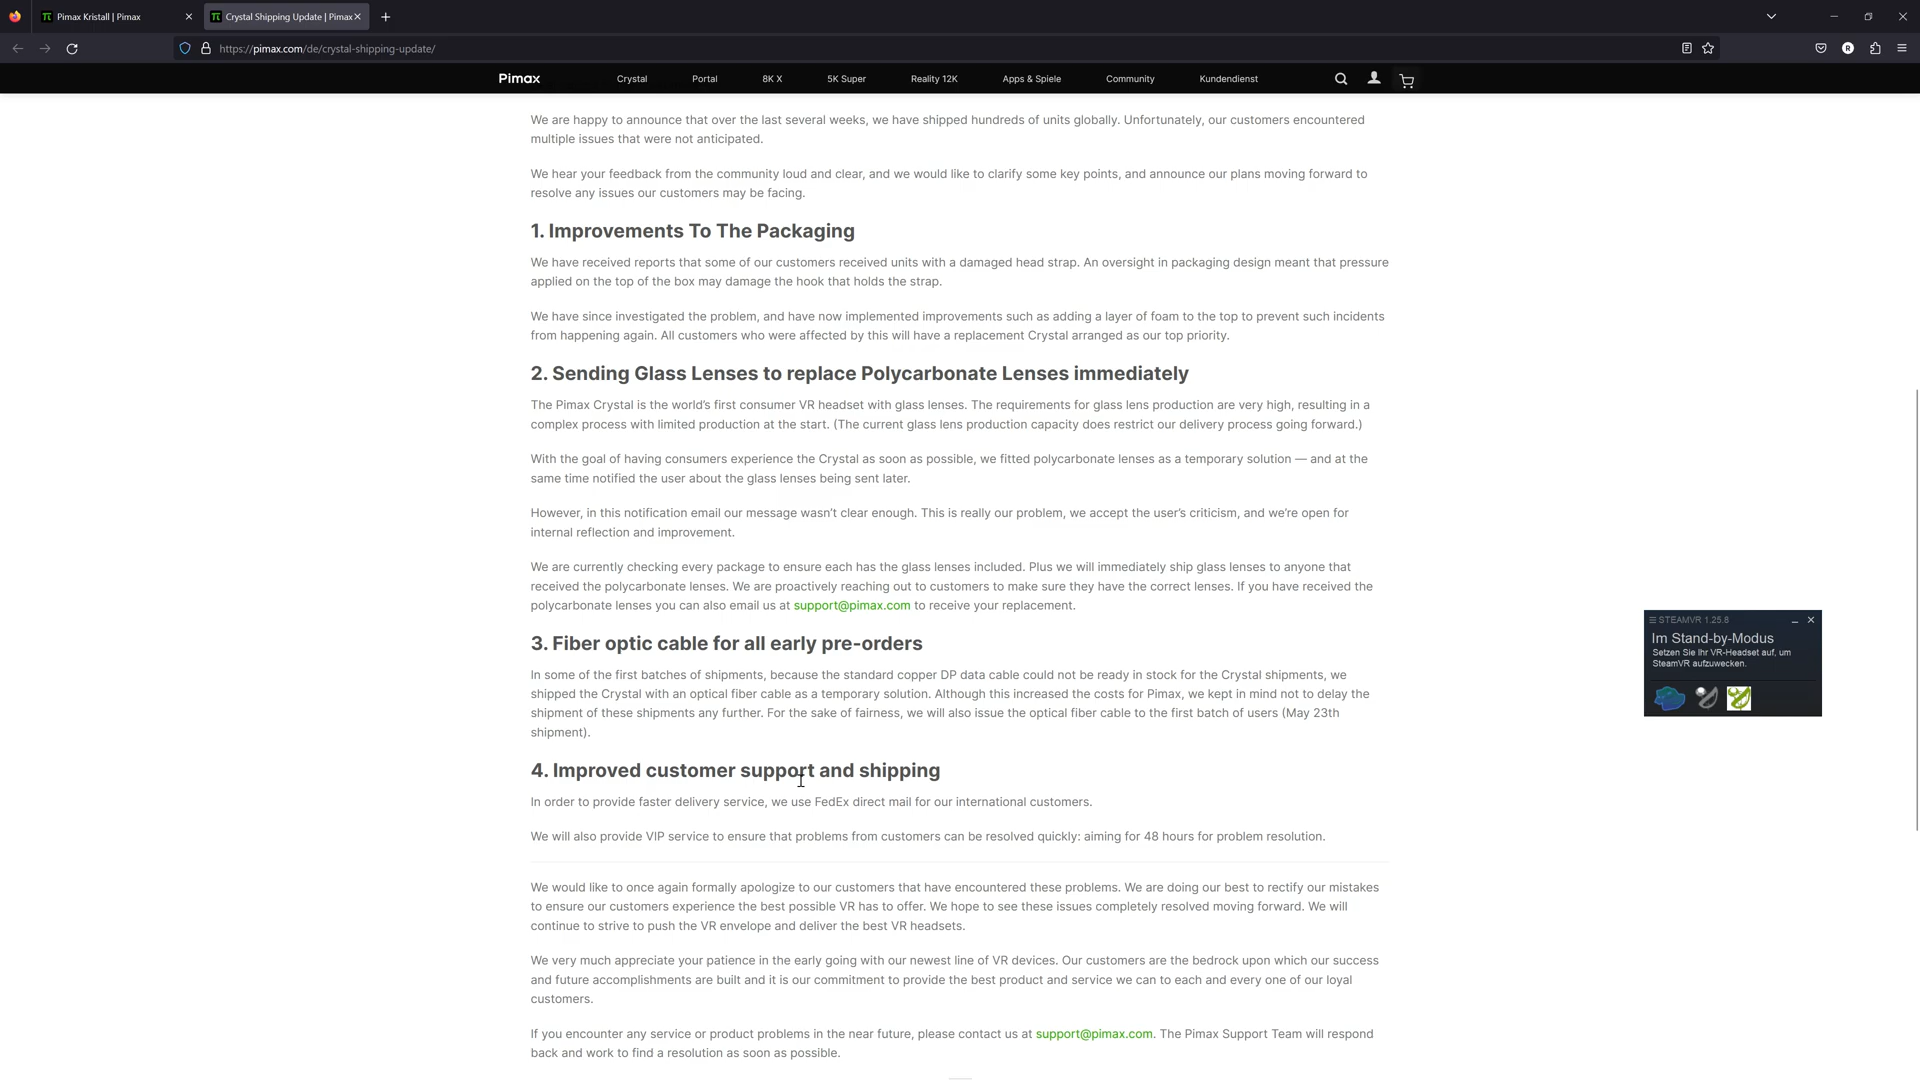 Pimax Kristall | Pimax
Crystal Shipping Update | Pimax
https://pimax.com/de/crystal-shipping-update/
Pimax
Crystal
Portal
8K X
5K Super
Reality 12K
Apps & Spiele
Community
Kundendienst
We are happy to announce that over the last several weeks, we have shipped hundreds of units globally. Unfortunately, our customers encountered
multiple issues that were not anticipated.
We hear your feedback from the community loud and clear, and we would like to clarify some key points, and announce our plans moving forward to
resolve any issues our customers may be facing.
1. Improvements To The Packaging
We have received reports that some of our customers received units with a damaged head strap. An oversight in packaging design meant that pressure
applied on the top of the box may damage the hook that holds the strap.
We have since investigated the problem, and have now implemented improvements such as adding a layer of foam to the top to prevent such incidents
from happening again. All customers who were affected by this will have a replacement Crystal arranged as our top priority.
2. Sending Glass Lenses to replace Polycarbonate Lenses immediately
The Pimax Crystal is the world's first consumer VR headset with glass lenses. The requirements for glass lens production are very high, resulting in a
complex process with limited production at the start. (The current glass lens production capacity does restrict our delivery process going forward.)
With the goal of having consumers experience the Crystal as soon as possible, we fitted polycarbonate lenses as a temporary solution — and at the
same time notified the user about the glass lenses being sent later.
However, in this notification email our message wasn't clear enough. This is really our problem, we accept the user's criticism, and we're open for
internal reflection and improvement.
We are currently checking every package to ensure each has the glass lenses included. Plus we will immediately ship glass lenses to anyone that
received the polycarbonate lenses. We are proactively reaching out to customers to make sure they have the correct lenses. If you have received the
polycarbonate lenses you can also email us at support@pimax.com to receive your replacement.
3. Fiber optic cable for all early pre-orders
In some of the first batches of shipments, because the standard copper DP data cable could not be ready in stock for the Crystal shipments, we
shipped the Crystal with an optical fiber cable as a temporary solution. Although this increased the costs for Pimax, we kept in mind not to delay the
shipment of these shipments any further. For the sake of fairness, we will also issue the optical fiber cable to the first batch of users (May 23th
shipment).
4. Improved customer support and shipping
In order to provide faster delivery service, we use FedEx direct mail for our international customers.
We will also provide VIP service to ensure that problems from customers can be resolved quickly: aiming for 48 hours for problem resolution.
We would like to once again formally apologize to our customers that have encountered these problems. We are doing our best to rectify our mistakes
to ensure our customers experience the best possible VR has to offer. We hope to see these issues completely resolved moving forward. We will
continue to strive to push the VR envelope and deliver the best VR headsets.
We very much appreciate your patience in the early going with our newest line of VR devices. Our customers are the bedrock upon which our success
and future accomplishments are built and it is our commitment to provide the best product and service we can to each and every one of our loyal
customers.
If you encounter any service or product problems in the near future, please contact us at support@pimax.com. The Pimax Support Team will respond
back and work to find a resolution as soon as possible.
STEAMVR 1.25.8
Im Stand-by-Modus
Setzen Sie Ihr VR-Headset auf, um
SteamVR aufzuwecken.
R